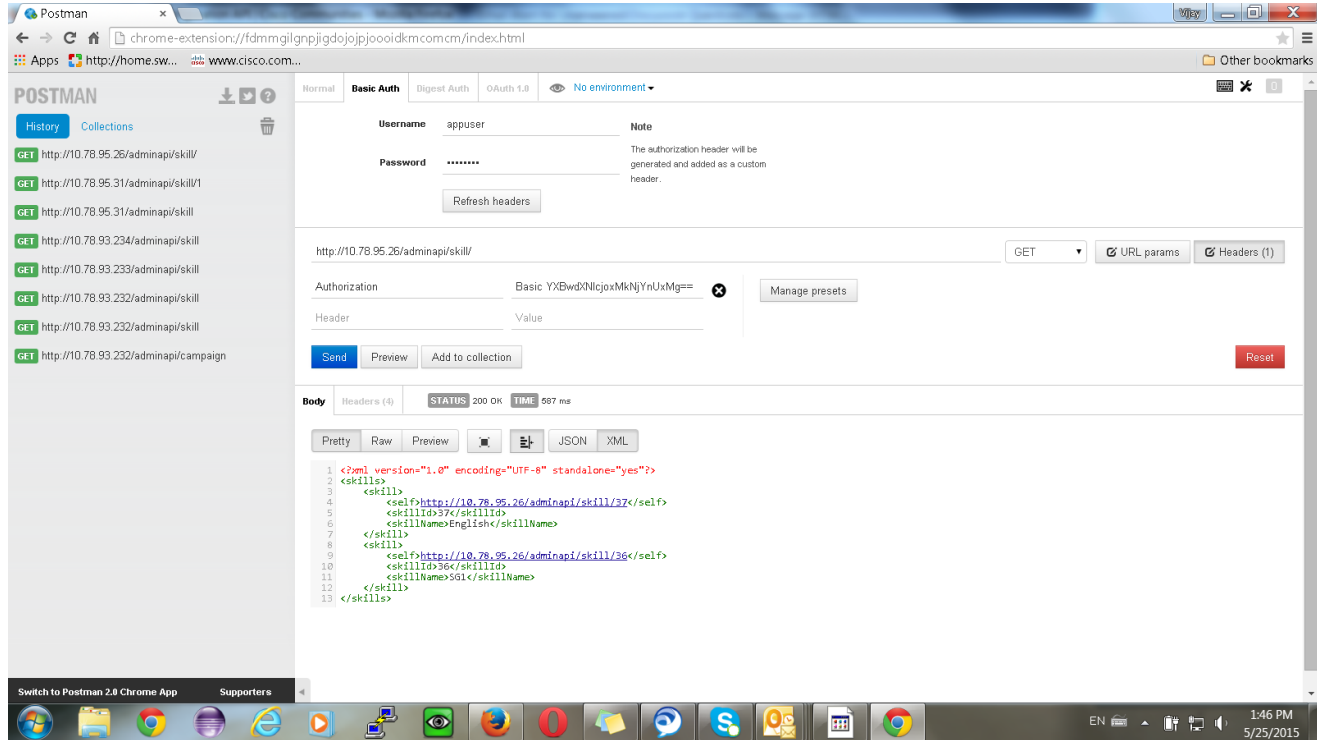 Postman
Vijay
chrome-extension://fdmmgilgnpjigdojojpjoooidkmcomcm/index.html
Apps http://home.sw... www.cisco.com... Other bookmarks
POSTMAN
Normal Basic Auth Digest Auth OAuth 1.0 No environment 0
History Collections
Username appuser
Note
The authorization header will be
generated and added as a custom
header.
Password ••••••••
Refresh headers
GET http://10.78.95.26/adminapi/skill/
GET http://10.78.95.31/adminapi/skill/1
GET http://10.78.95.31/adminapi/skill
GET http://10.78.93.234/adminapi/skill
GET http://10.78.93.233/adminapi/skill
GET http://10.78.93.232/adminapi/skill
GET http://10.78.93.232/adminapi/skill
GET http://10.78.93.232/adminapi/campaign
http://10.78.95.26/adminapi/skill/ GET URL params Headers (1)
Authorization Basic YXBwdXNlcjoxMkNjYnUxMg== Manage presets
Header Value
Send Preview Add to collection Reset
Body Headers (4) STATUS 200 OK TIME 587 ms
Pretty Raw Preview JSON XML
1 <?xml version="1.0" encoding="UTF-8" standalone="yes"?>
2 <skills>
3 <skill>
4 <self>http://10.78.95.26/adminapi/skill/37</self>
5 <skillId>37</skillId>
6 <skillName>English</skillName>
7 </skill>
8 <skill>
9 <self>http://10.78.95.26/adminapi/skill/36</self>
10 <skillId>36</skillId>
11 <skillName>SG1</skillName>
12 </skill>
13 </skills>
Switch to Postman 2.0 Chrome App Supporters
EN
1:46 PM
5/25/2015